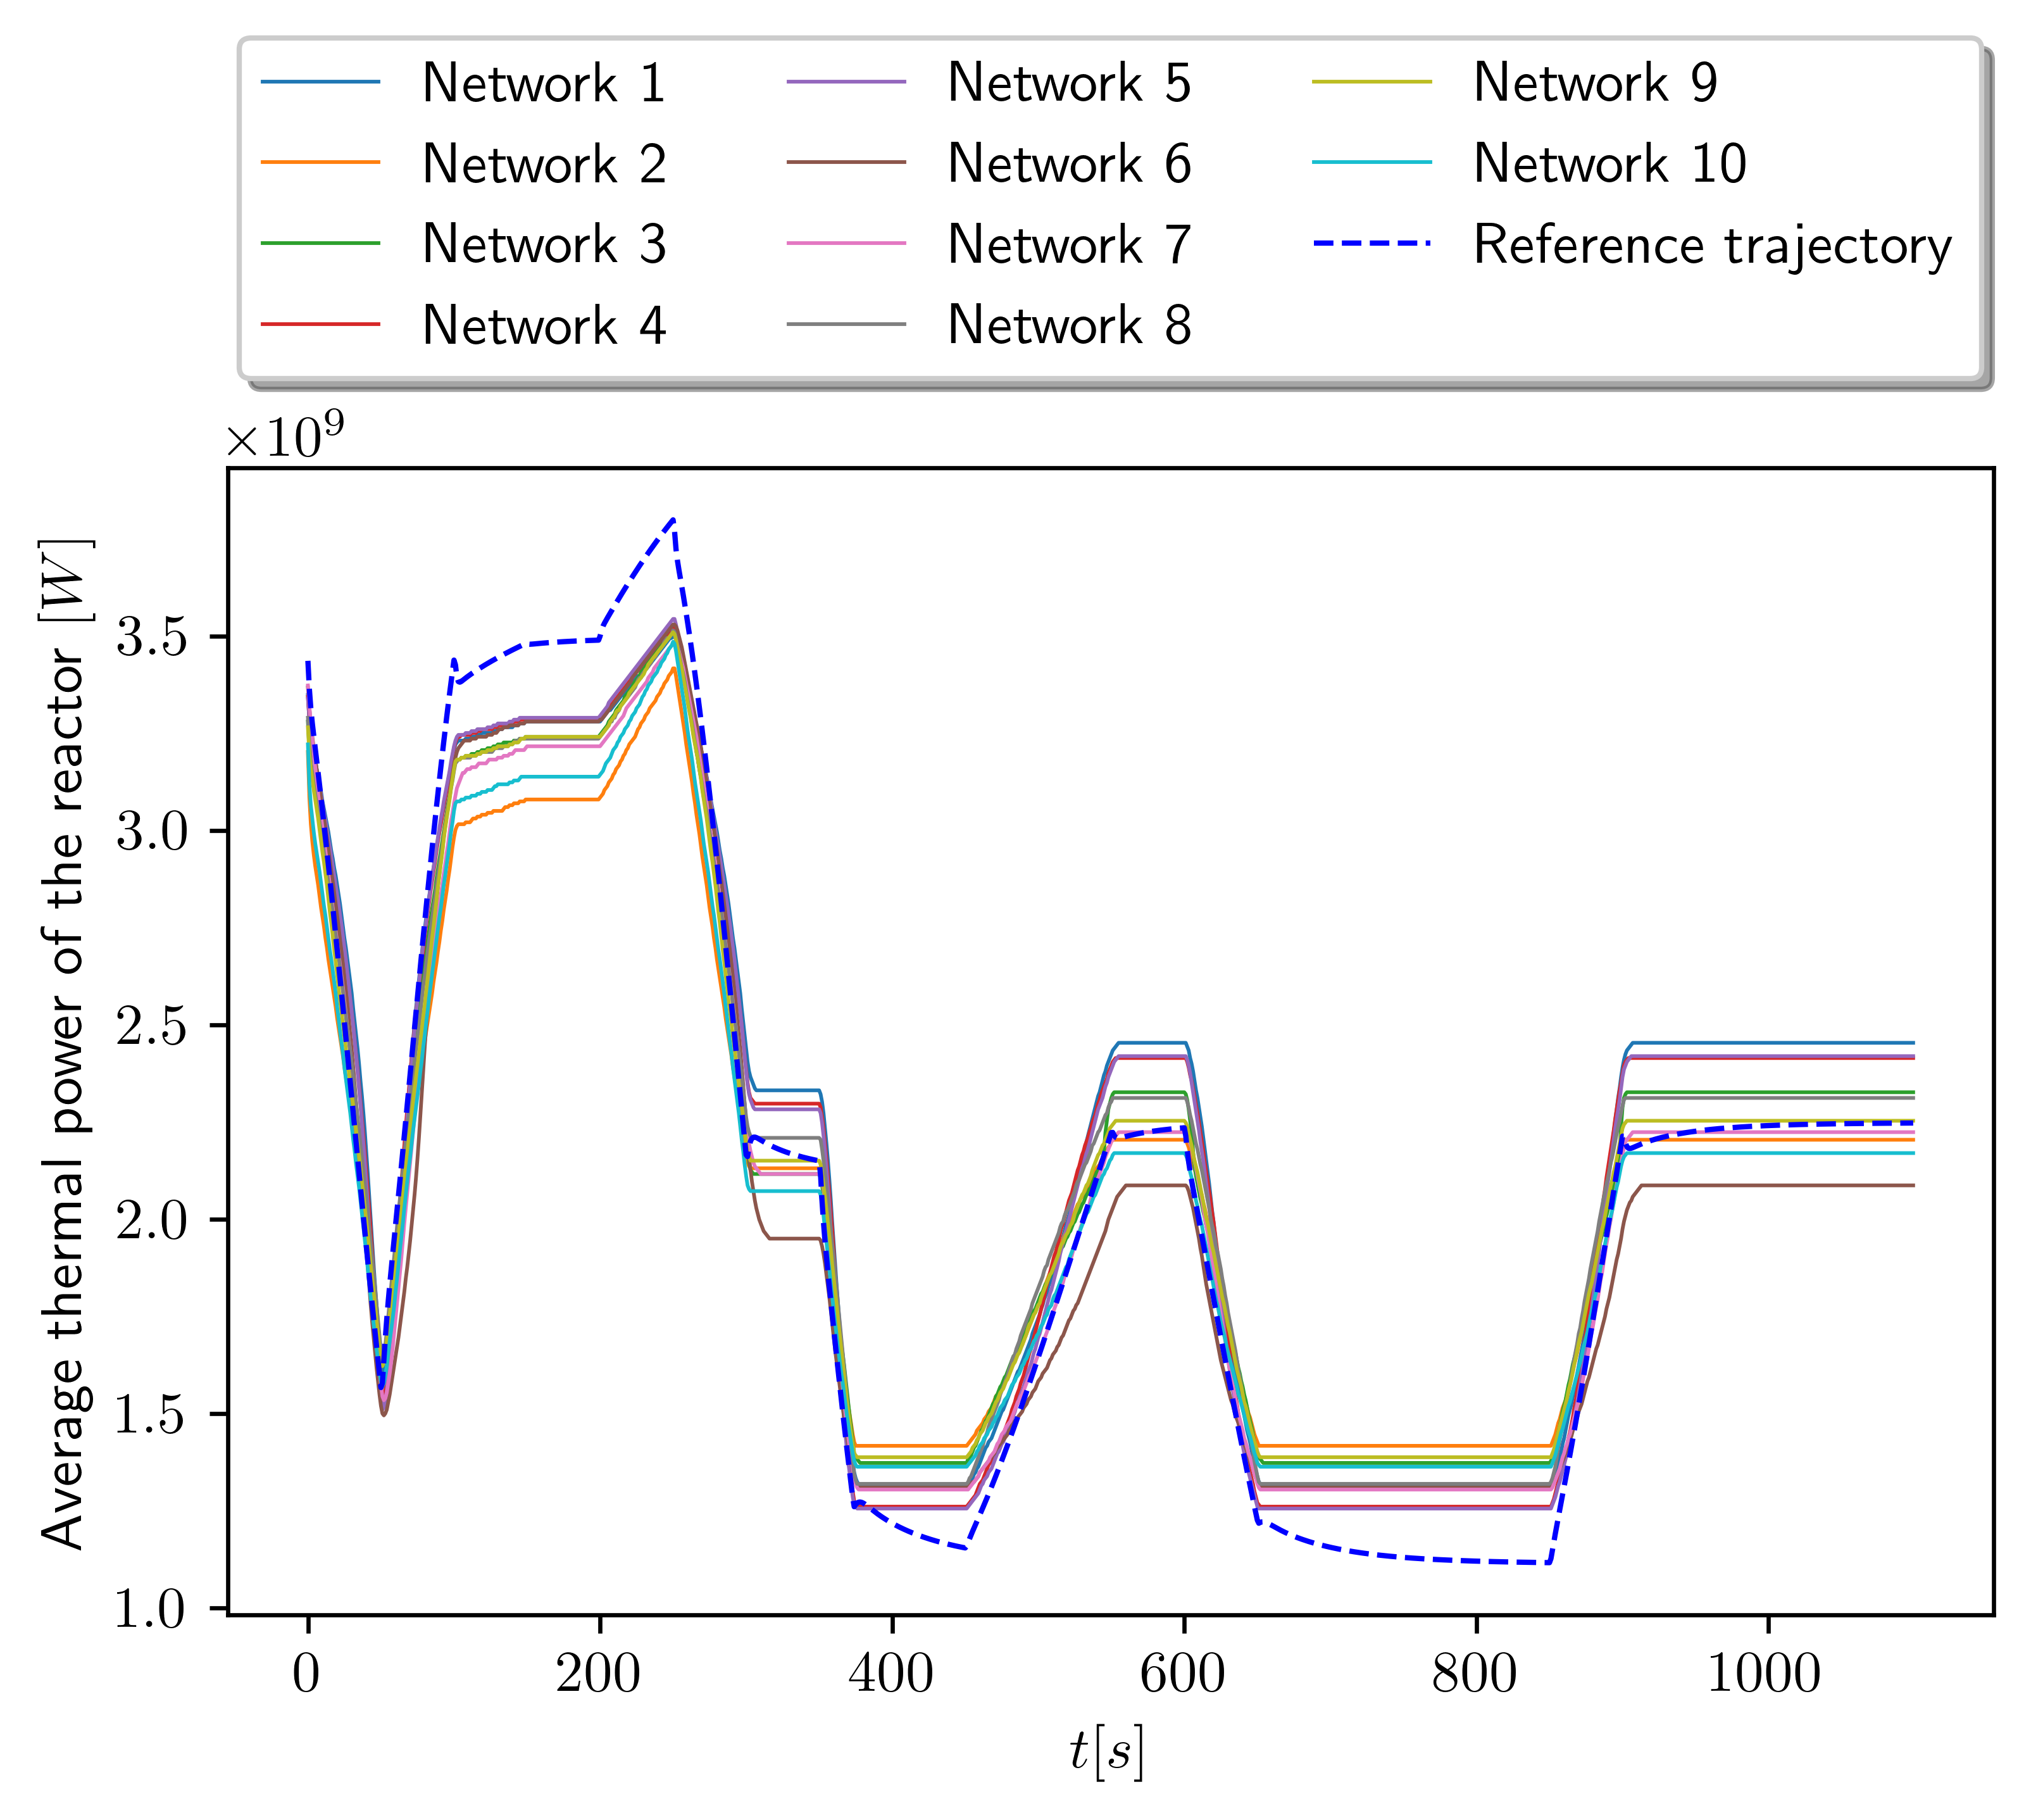 Network 1
Network 2
Network 3
Network 4
Network 5
Network 6
Network 7
Network 8
Network 9
Network 10
Reference trajectory
×10⁹
Average thermal power of the reactor [W]
3.5
3.0
2.5
2.0
1.5
1.0
0 200 400 600 800 1000
t[s]